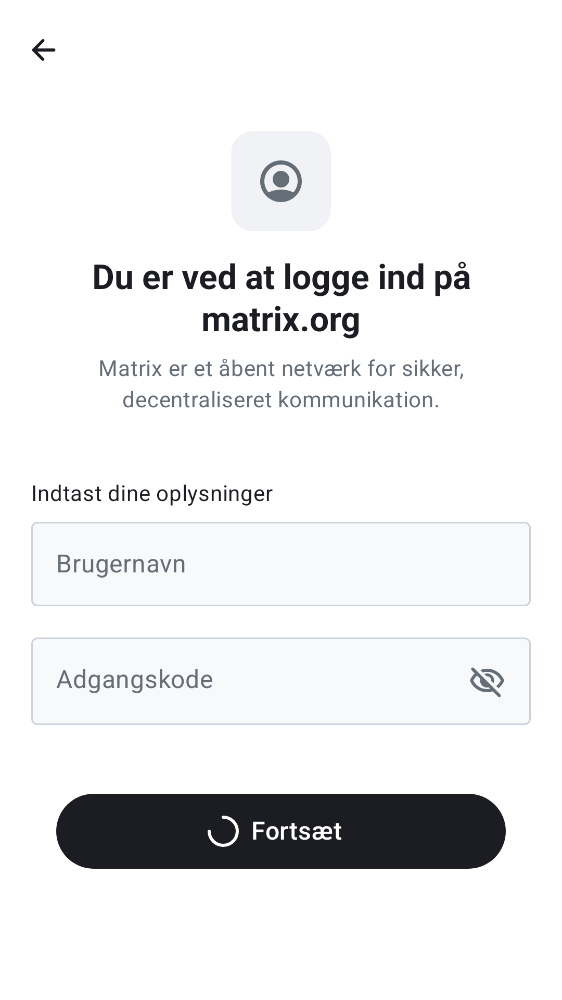 Du er ved at logge ind på
matrix.org
Matrix er et åbent netværk for sikker,
decentraliseret kommunikation.
Indtast dine oplysninger
Brugernavn
Adgangskode
Fortsæt